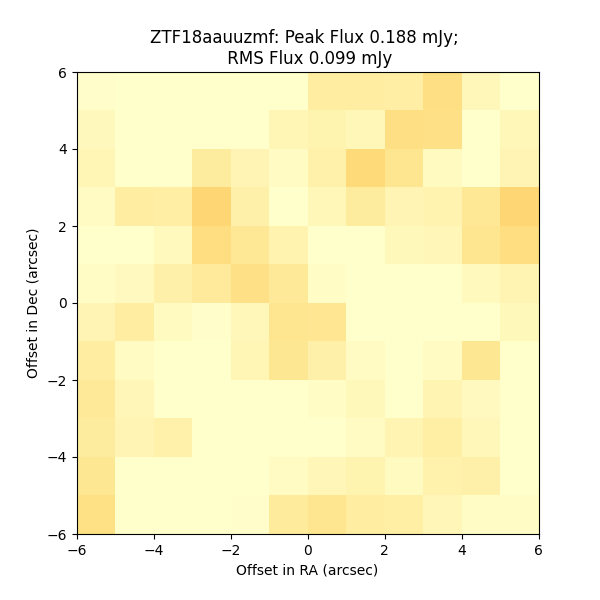 ZTF18aauuzmf: Peak Flux 0.188 mJy;
RMS Flux 0.099 mJy
6
4
2
0
−2
−4
−6
Offset in Dec (arcsec)
−6 −4 −2 0 2 4 6
Offset in RA (arcsec)